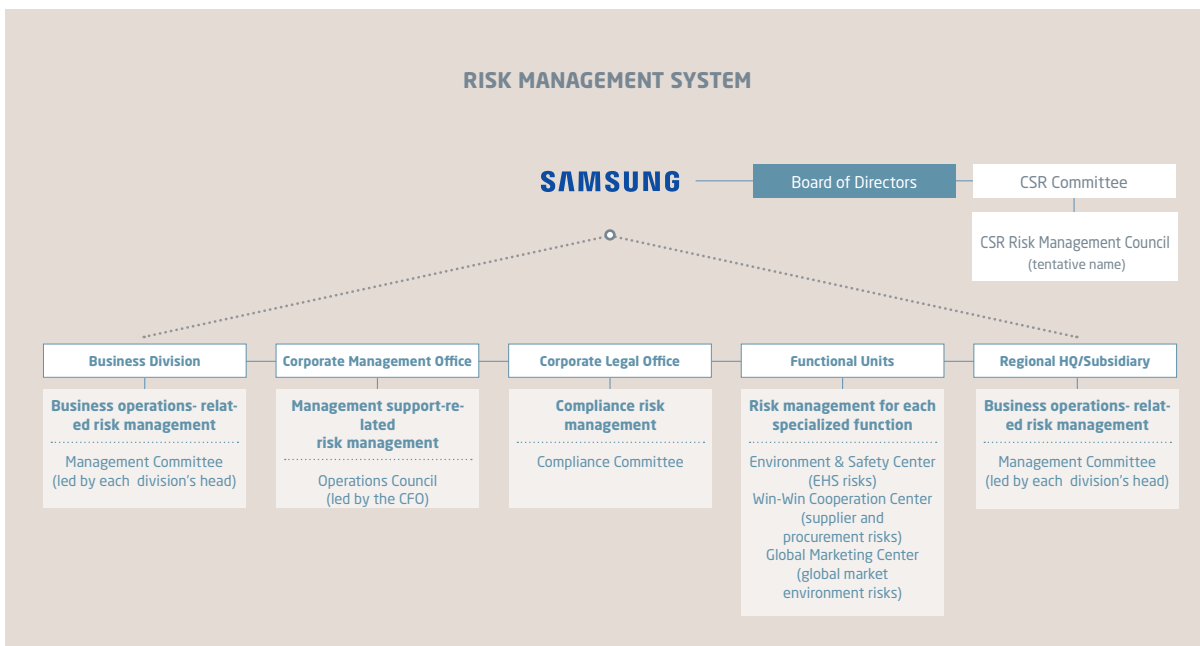 RISK MANAGEMENT SYSTEM
SAMSUNG
Board of Directors
CSR Committee
CSR Risk Management Council
(tentative name)
Business Division
Business operations- relat-
ed risk management
Management Committee
(led by each division's head)
Corporate Management Office
Management support-re-
lated
risk management
Operations Council
(led by the CFO)
Corporate Legal Office
Compliance risk
management
Compliance Committee
Functional Units
Risk management for each
specialized function
Environment & Safety Center
(EHS risks)
Win-Win Cooperation Center
(supplier and
procurement risks)
Global Marketing Center
(global market
environment risks)
Regional HQ/Subsidiary
Business operations- relat-
ed risk management
Management Committee
(led by each division's head)